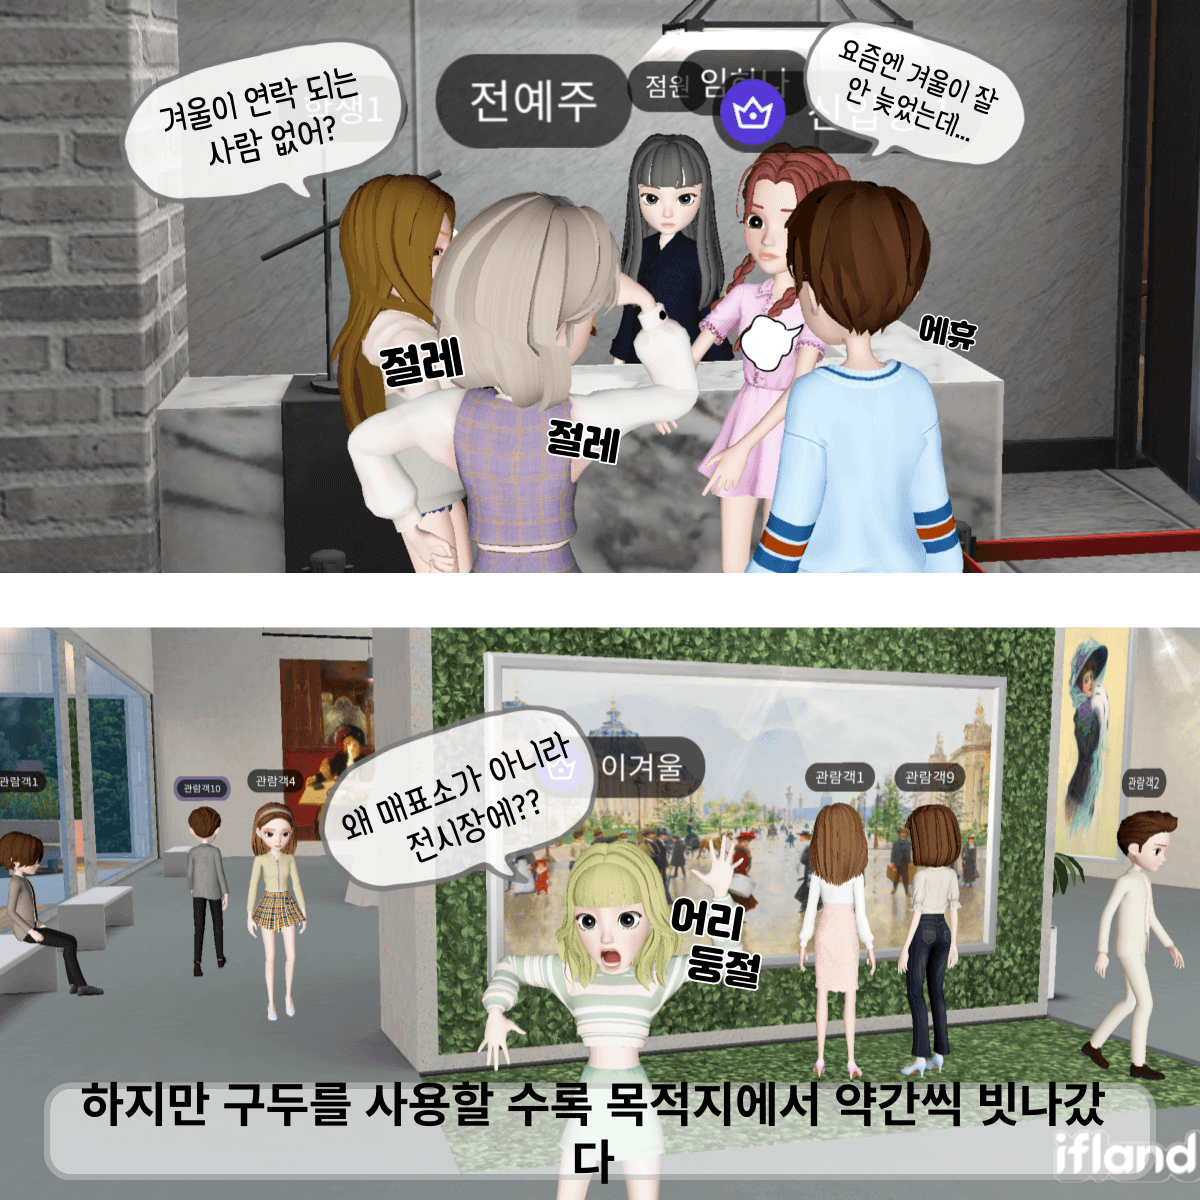 겨울이 연락 되는
사람 없어?
학생1
전예주
점원
요즘엔 겨울이 잘
안 늦었는데...
절레
절레
에휴
관람객1
관람객10
관람객4
왜 매표소가 아니라
전시장에??
이겨울
관람객1
관람객9
관람객2
어리
둥절
하지만 구두를 사용할 수록 목적지에서 약간씩 빗나갔
다
ifland